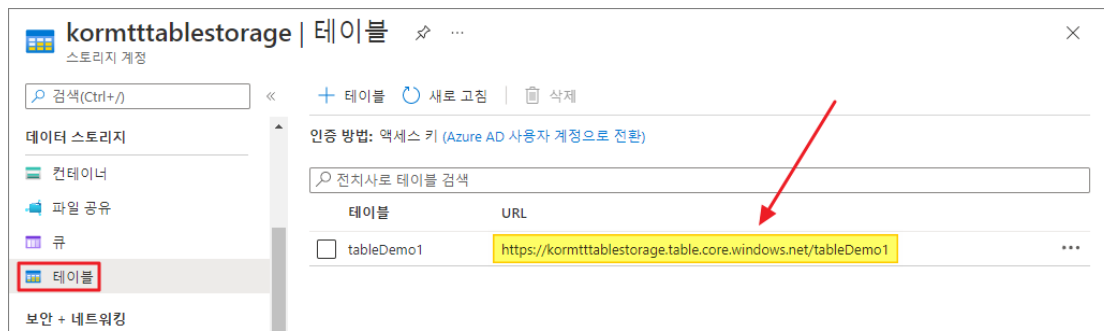 kormtttablestorage | 테이블
스토리지 계정
검색(Ctrl+/)
데이터 스토리지
컨테이너
파일 공유
큐
테이블
보안 + 네트워킹
테이블 새로 고침 삭제
인증 방법: 액세스 키 (Azure AD 사용자 계정으로 전환)
전치사로 테이블 검색
테이블 URL
tableDemo1 https://kormtttablestorage.table.core.windows.net/tableDemo1